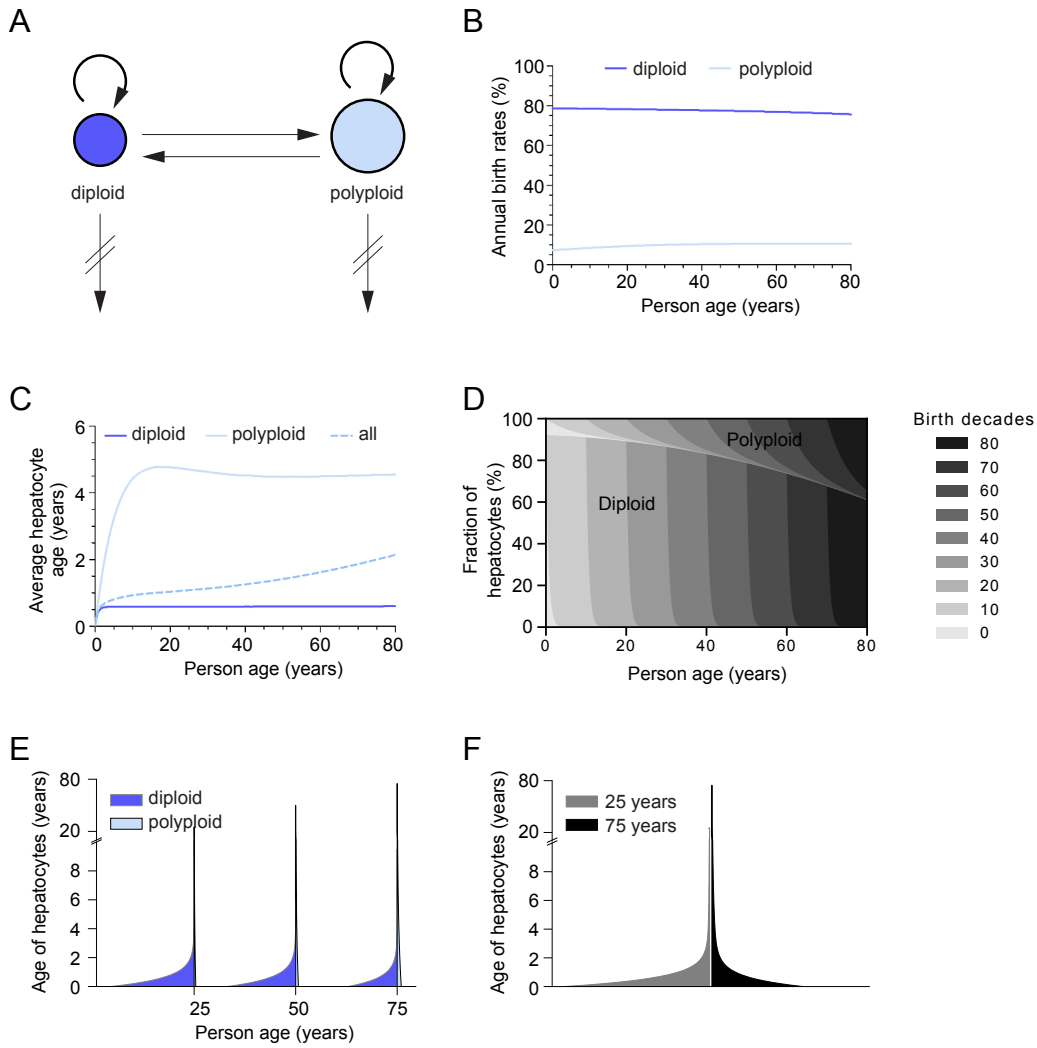 A
diploid
polyploid
B
diploid polyploid
Annual birth rates (%)
100
80
60
40
20
0
0 20 40 60 80
Person age (years)
C
diploid polyploid all
Average hepatocyte
age (years)
6
4
2
0
0 20 40 60 80
Person age (years)
D
Fraction of
hepatocytes (%)
100
80
60
40
20
0
Polyploid
Diploid
0 10 20 30 40 50 60 70 80
Person age (years)
Birth decades
80
70
60
50
40
30
20
10
0
E
Age of hepatocytes (years)
80
20
8
6
4
2
0
diploid
polyploid
25 50 75
Person age (years)
F
Age of hepatocytes (years)
80
20
8
6
4
2
0
25 years
75 years